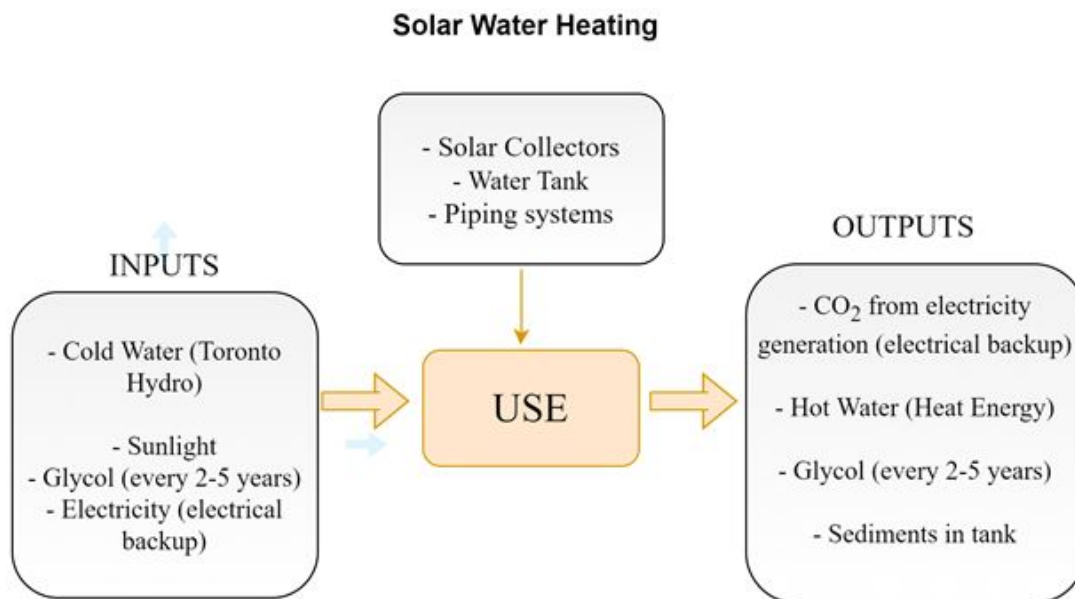 Solar Water Heating
- Solar Collectors
- Water Tank
- Piping systems
INPUTS
- Cold Water (Toronto
Hydro)
- Sunlight
- Glycol (every 2-5 years)
- Electricity (electrical
backup)
USE
OUTPUTS
- CO₂ from electricity
generation (electrical backup)
- Hot Water (Heat Energy)
- Glycol (every 2-5 years)
- Sediments in tank